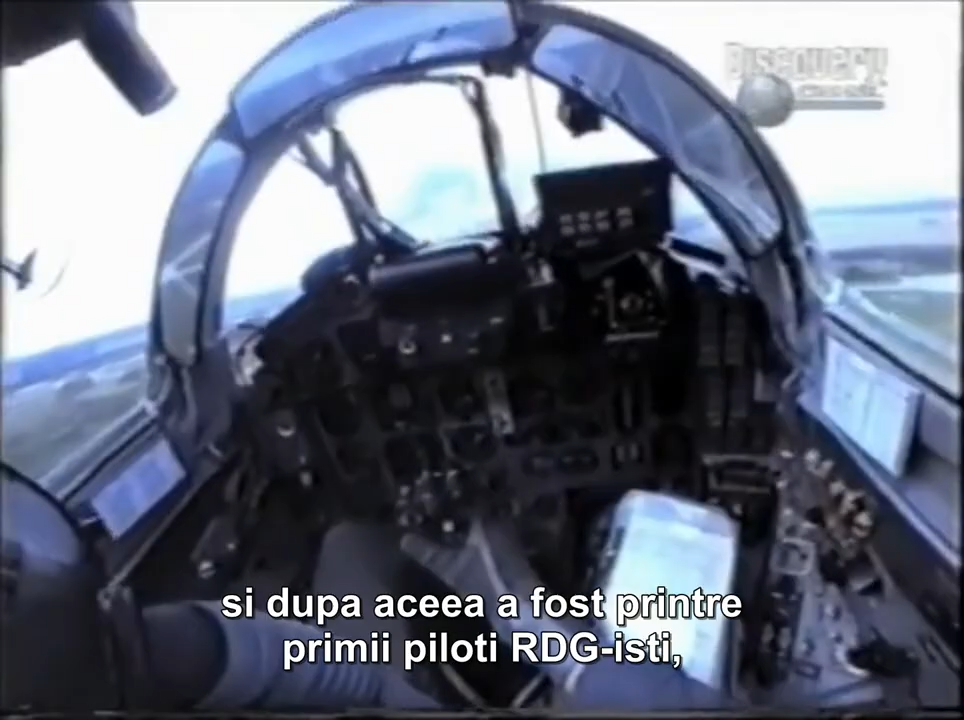 Discovery
si dupa aceea a fost printre
primii piloti RDG-isti,